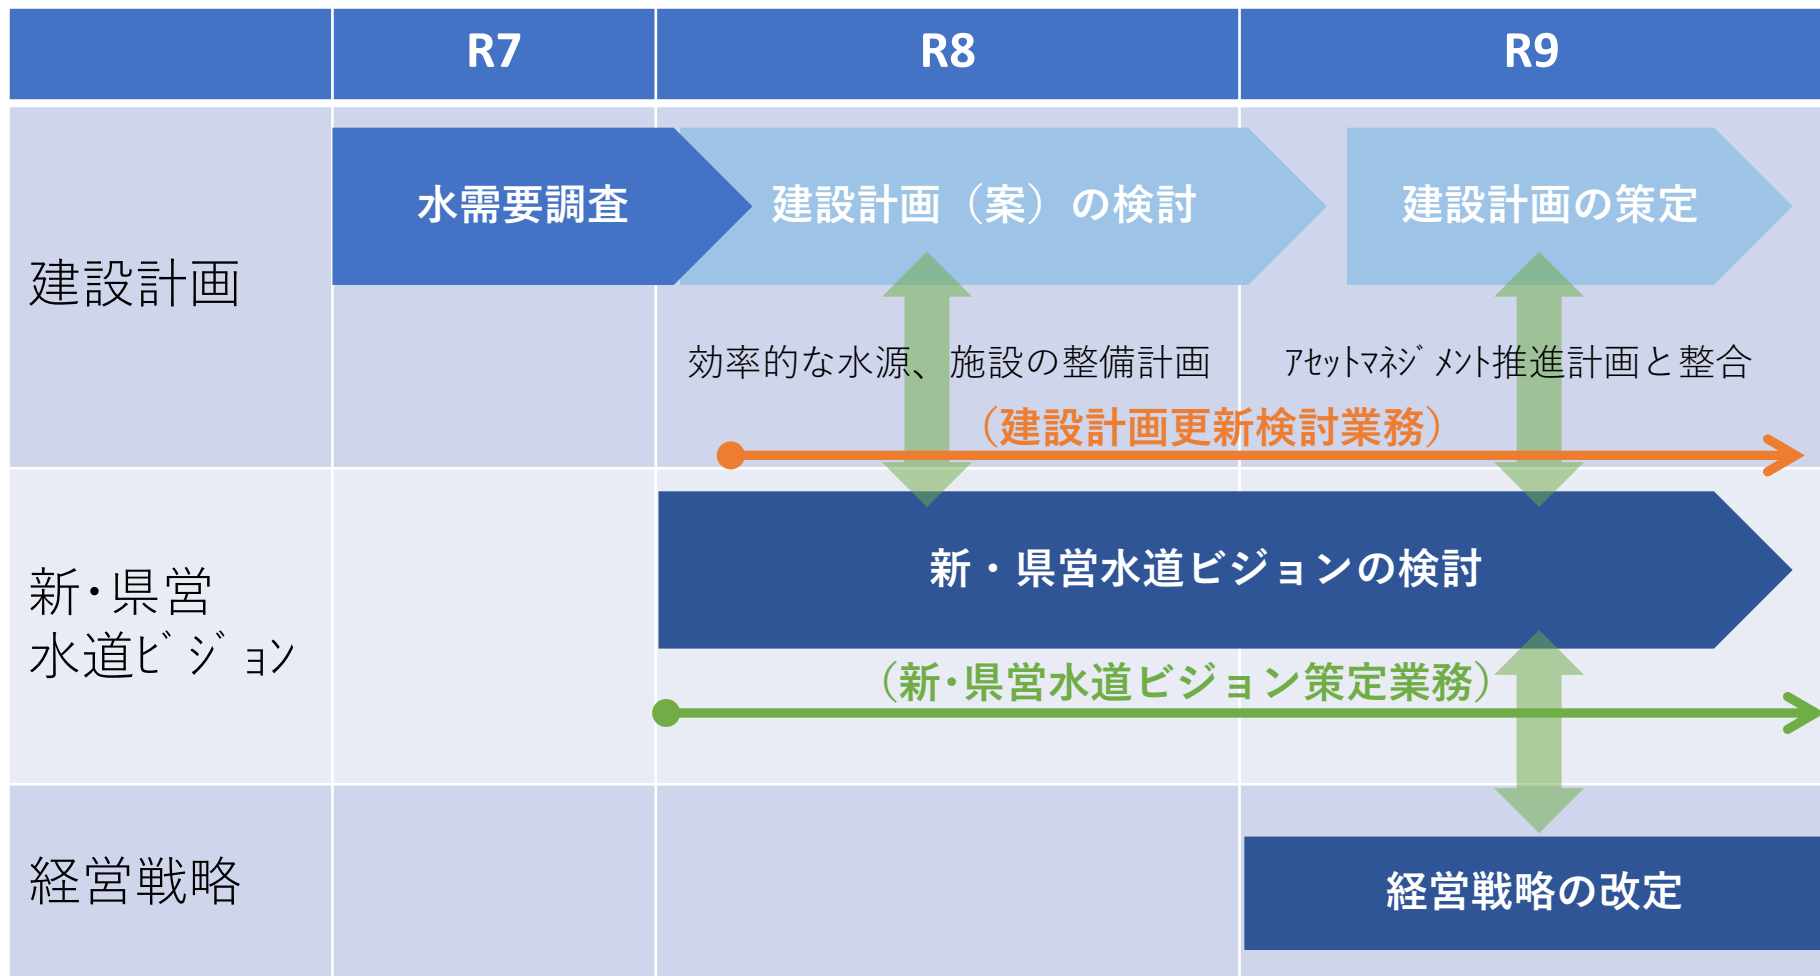 R7
R8
R9
建設計画
水需要調査
建設計画（案）の検討
建設計画の策定
効率的な水源、施設の整備計画
ｱｾｯﾄﾏﾈｼﾞﾒﾝﾄ推進計画と整合
（建設計画更新検討業務）
新･県営
水道ﾋﾞｼﾞｮﾝ
新・県営水道ビジョンの検討
（新･県営水道ビジョン策定業務）
経営戦略
経営戦略の改定